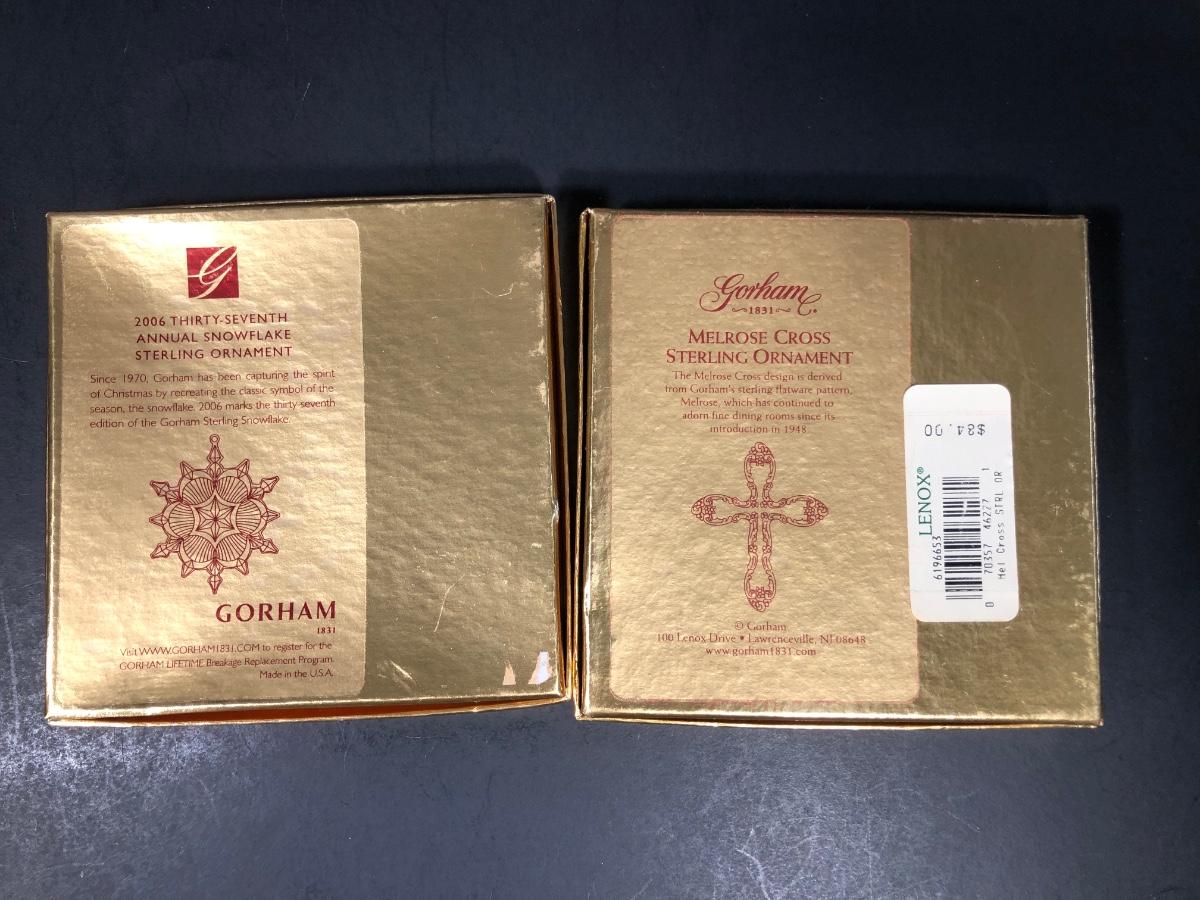 G
2006 THIRTY-SEVENTH
ANNUAL SNOWFLAKE
STERLING ORNAMENT
Since 1970, Gorham has been capturing the spirit
of Christmas by recreating the classic symbol of the
season, the snowflake. 2006 marks the thirty-seventh
edition of the Gorham Sterling Snowflake.
GORHAM
1831
Visit WWW.GORHAM1831.COM to register for the
GORHAM LIFETIME Breakage Replacement Program.
Made in the U.S.A.
Gorham
~1831~
MELROSE CROSS
STERLING ORNAMENT
The Melrose Cross design is derived
from Gorham's sterling flatware pattern,
Melrose, which has continued to
adorn fine dining rooms since its
introduction in 1948.
© Gorham
100 Lenox Drive • Lawrenceville, NJ 08648
www.gorham1831.com
$84.00
LENOX®
6196653
0 70357 46227 1
Mel Cross STRL OR